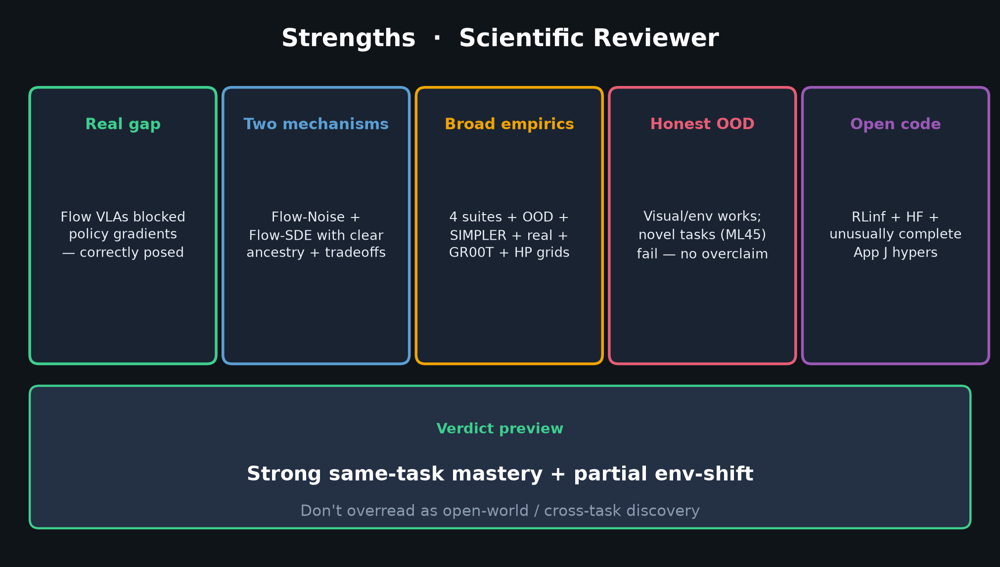 Strengths · Scientific Reviewer
Real gap
Flow VLAs blocked
policy gradients
— correctly posed
Two mechanisms
Flow-Noise +
Flow-SDE with clear
ancestry + tradeoffs
Broad empirics
4 suites + OOD +
SIMPLER + real +
GR00T + HP grids
Honest OOD
Visual/env works;
novel tasks (ML45)
fail — no overclaim
Open code
RLinf + HF +
unusually complete
App J hypers
Verdict preview
Strong same-task mastery + partial env-shift
Don't overread as open-world / cross-task discovery